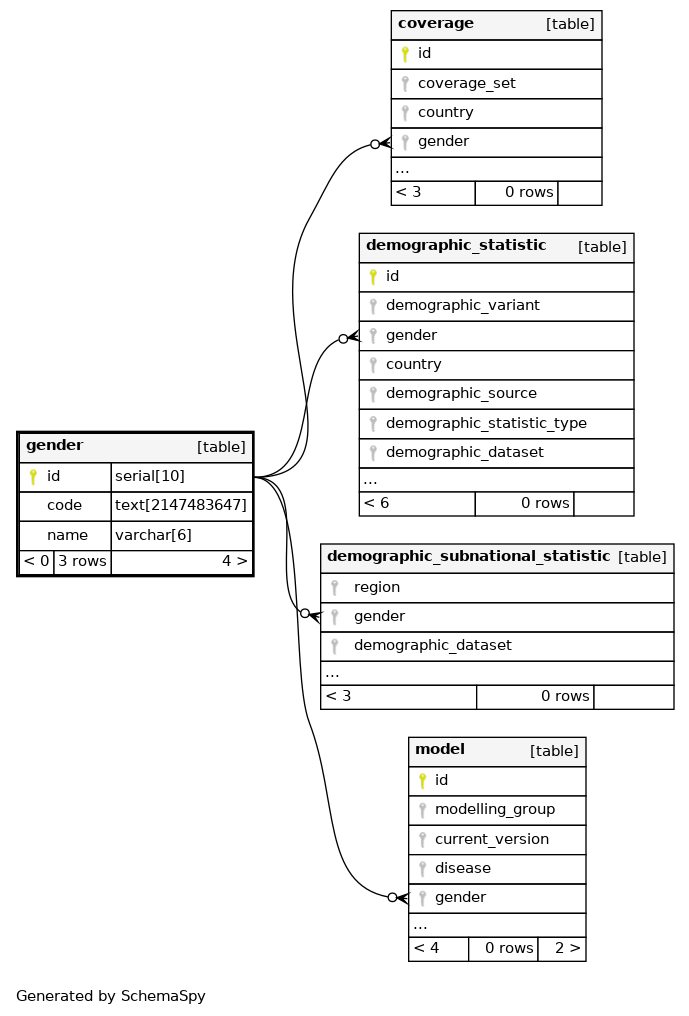 coverage [table]
id
coverage_set
country
gender
...
< 3 0 rows
demographic_statistic [table]
id
demographic_variant
gender
country
demographic_source
demographic_statistic_type
demographic_dataset
...
< 6 0 rows
gender [table]
id serial[10]
code text[2147483647]
name varchar[6]
< 0 3 rows 4 >
demographic_subnational_statistic [table]
region
gender
demographic_dataset
...
< 3 0 rows
model [table]
id
modelling_group
current_version
disease
gender
...
< 4 0 rows 2 >
Generated by SchemaSpy